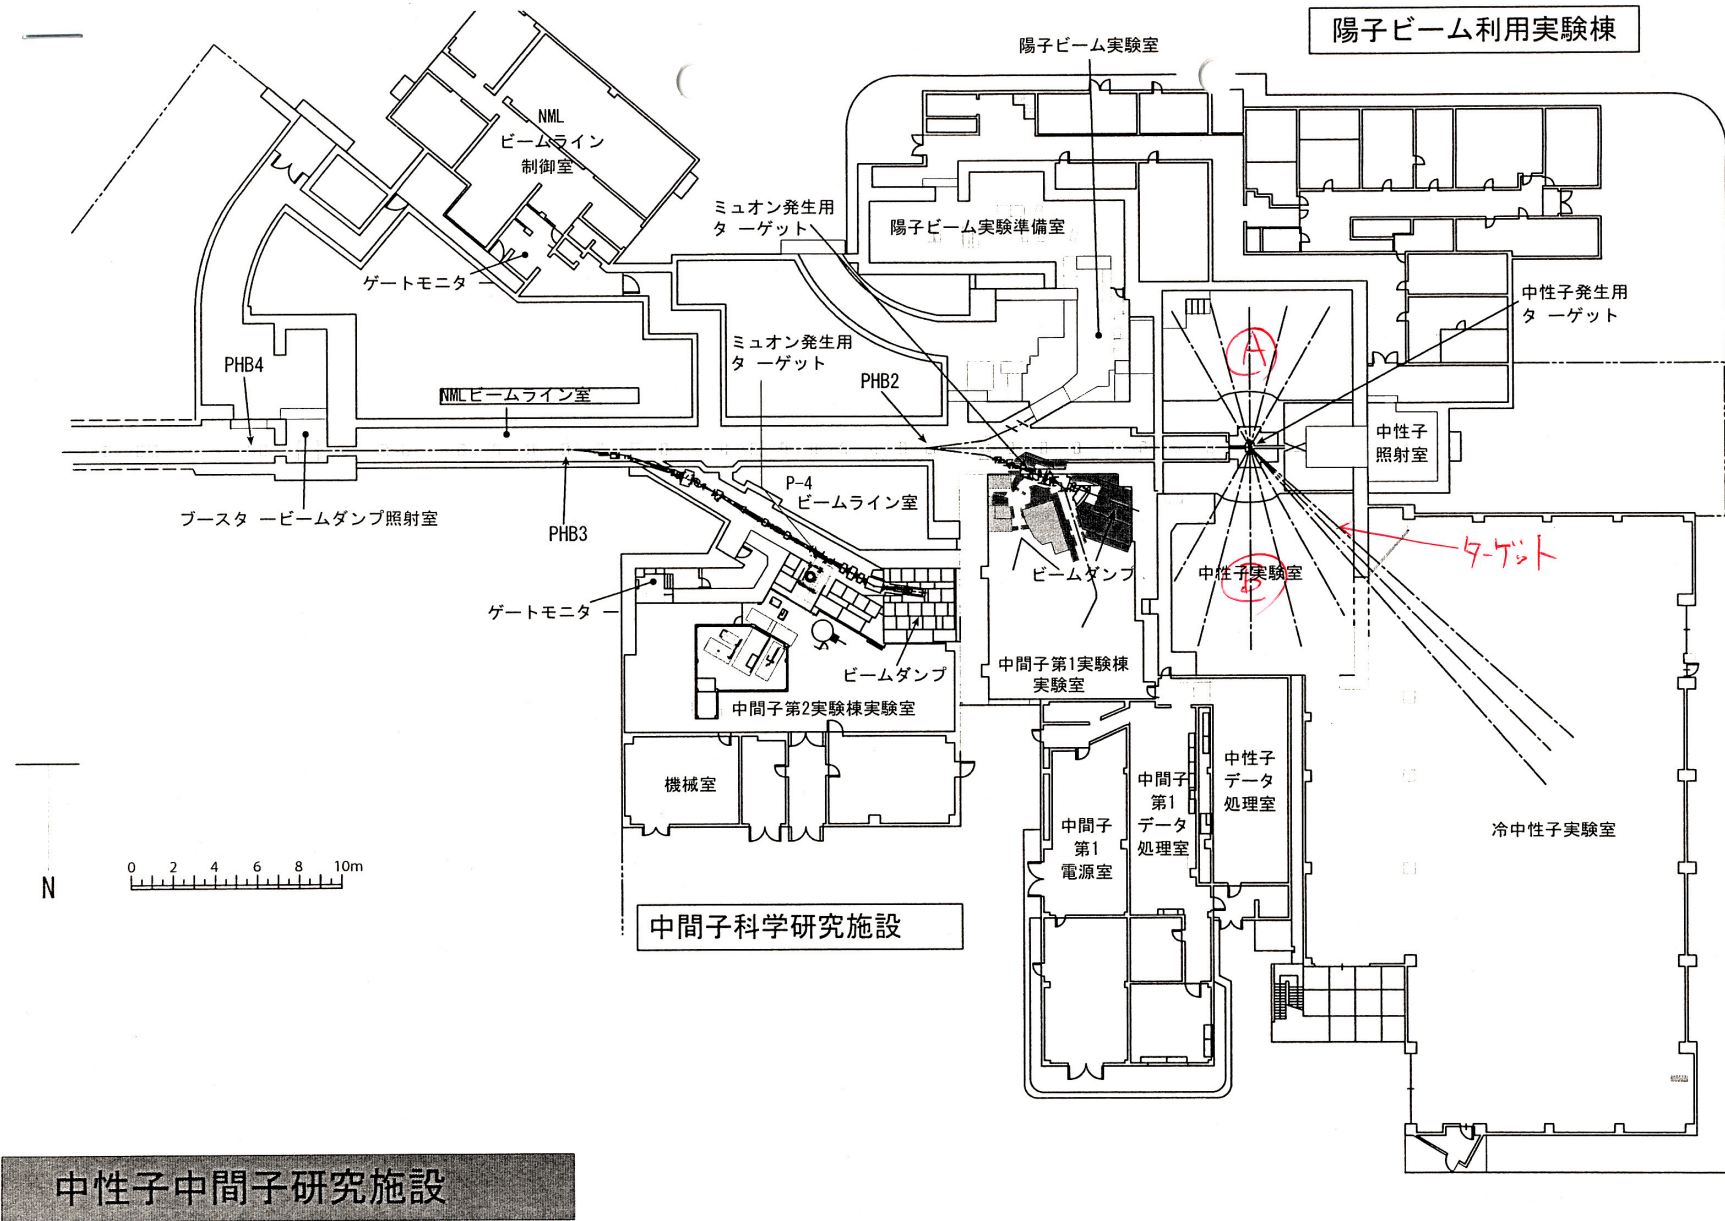 陽子ビーム利用実験棟
陽子ビーム実験室
NML
ビームライン
制御室
ミュオン発生用
ターゲット
陽子ビーム実験準備室
ゲートモニター
中性子発生用
ターゲット
ミュオン発生用
ターゲット
A
PHB4
PHB2
NMLビームライン室
中性子
照射室
P-4
ビームライン室
ブースタービームダンプ照射室
PHB3
ターゲット
ビームダンプ
中性子実験室
B
ゲートモニター
ビームダンプ
中間子第1実験棟
実験室
中間子第2実験棟実験室
機械室
中性子
データ
処理室
中間子
第1
データ
処理室
中間子
第1
電源室
冷中性子実験室
0 2 4 6 8 10m
N
中間子科学研究施設
中性子中間子研究施設